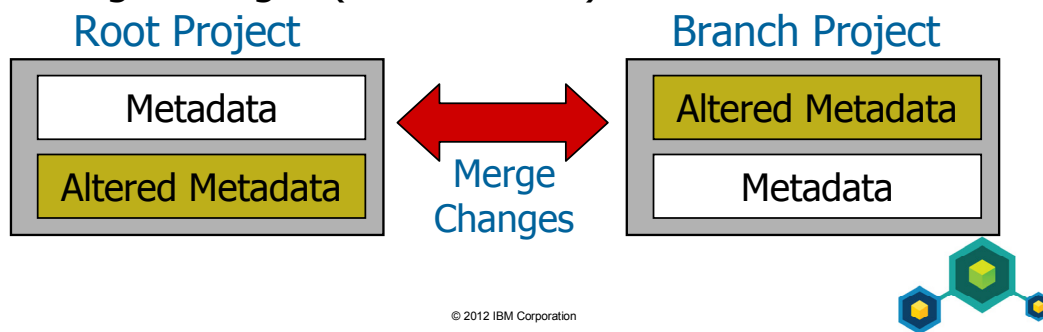 Root Project
Branch Project
Metadata
Altered Metadata
Merge
Changes
Altered Metadata
Metadata
© 2012 IBM Corporation